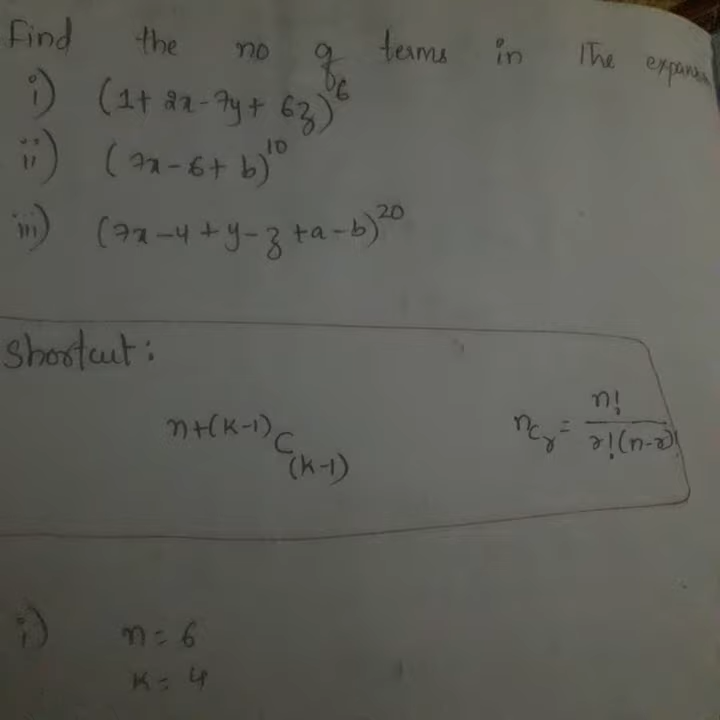 Find the no of terms in The expans
i) (1+ 2x-7y+ 6z)^6
ii) (7x-6+ b)^10
iii) (7x-4+y-z+a-b)^20
Shortcut:
n+(k-1)C(k-1) nCr = n!/r!(n-r)!
i) n= 6
k= 4